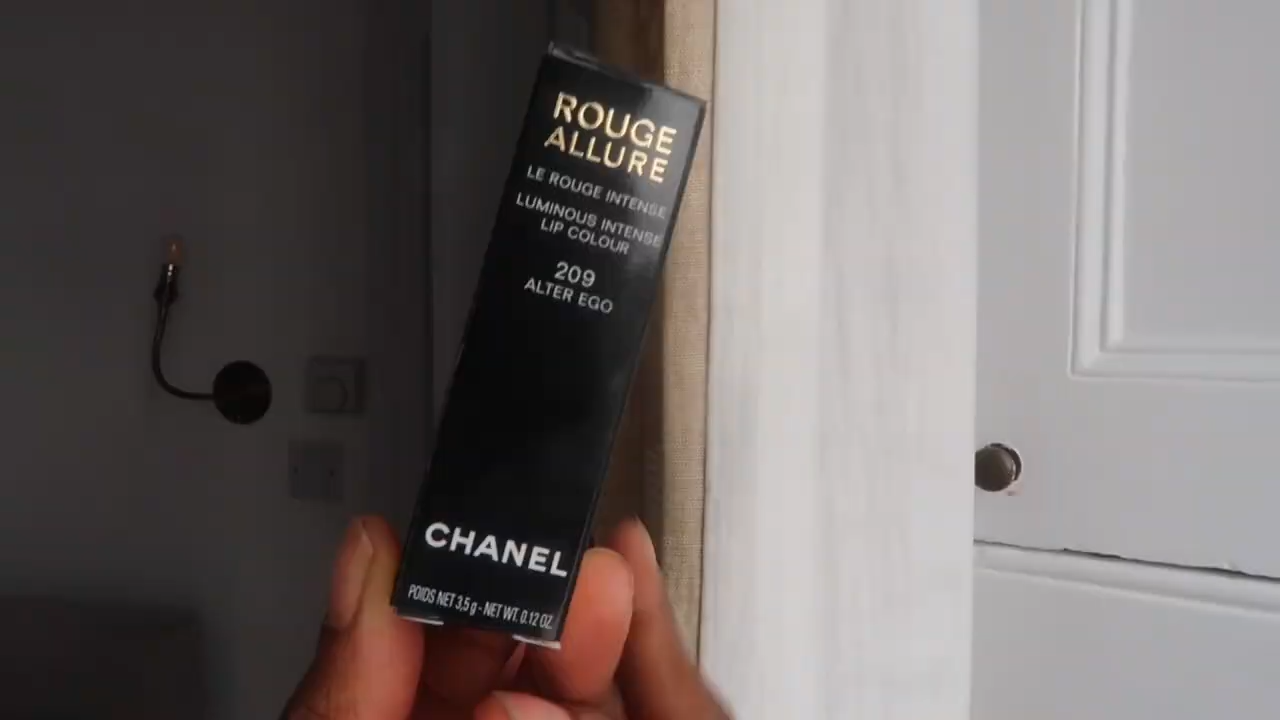 ROUGE
ALLURE
LE ROUGE INTENSE
LUMINOUS INTENSE
LIP COLOUR
209
ALTER EGO
CHANEL
POIDS NET 3,5 g - NET WT. 0.12 OZ.